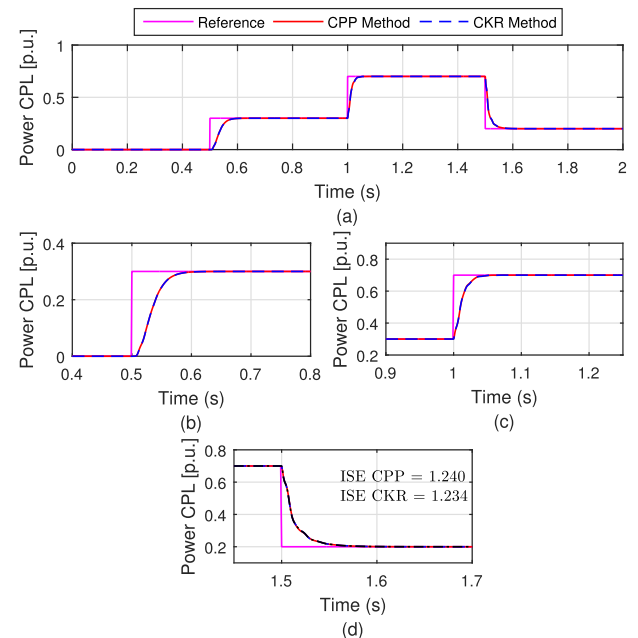 Reference CPP Method CKR Method
Power CPL [p.u.]
1
0.5
0
0 0.2 0.4 0.6 0.8 1 1.2 1.4 1.6 1.8 2
Time (s)
(a)
Power CPL [p.u.]
0.4
0.2
0
0.4 0.5 0.6 0.7 0.8
Time (s)
(b)
Power CPL [p.u.]
0.8
0.6
0.4
0.2
0.9 1 1.1 1.2
Time (s)
(c)
Power CPL [p.u.]
0.8
0.6
0.4
0.2
ISE CPP = 1.240
ISE CKR = 1.234
1.5 1.6 1.7
Time (s)
(d)